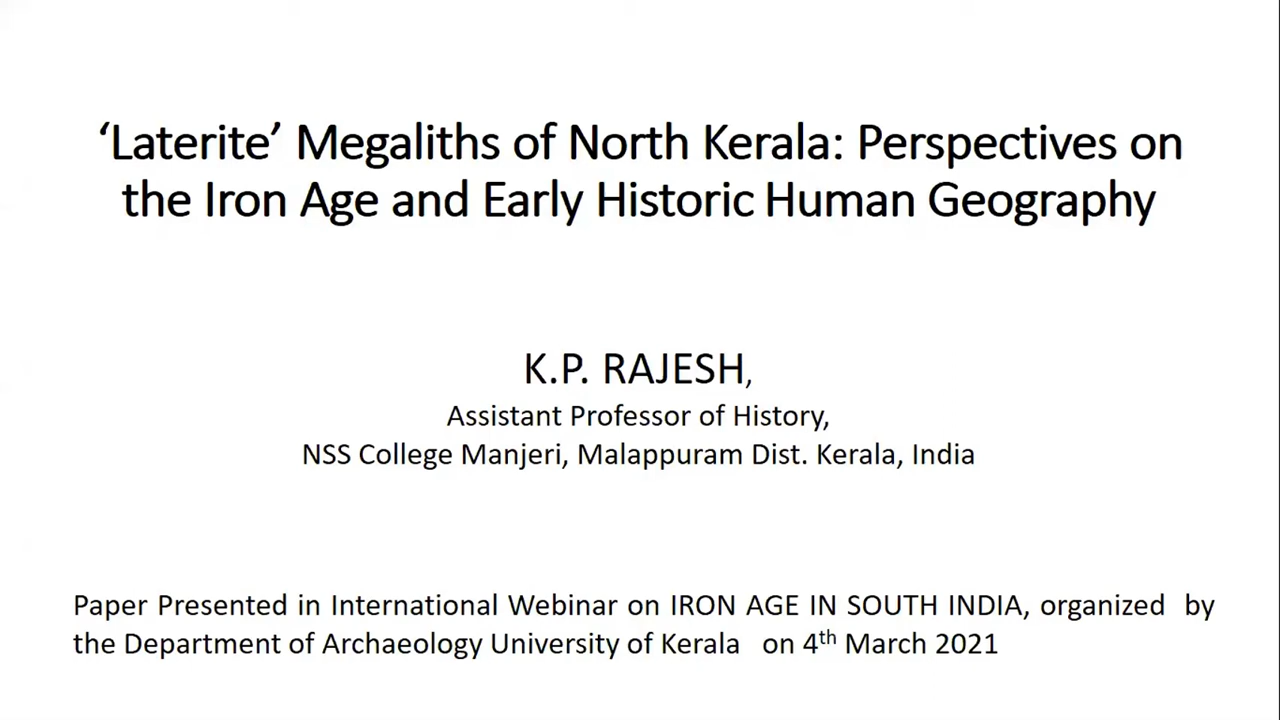 ‘Laterite’ Megaliths of North Kerala: Perspectives on
the Iron Age and Early Historic Human Geography
K.P. RAJESH,
Assistant Professor of History,
NSS College Manjeri, Malappuram Dist. Kerala, India
Paper Presented in International Webinar on IRON AGE IN SOUTH INDIA, organized by
the Department of Archaeology University of Kerala on 4th March 2021